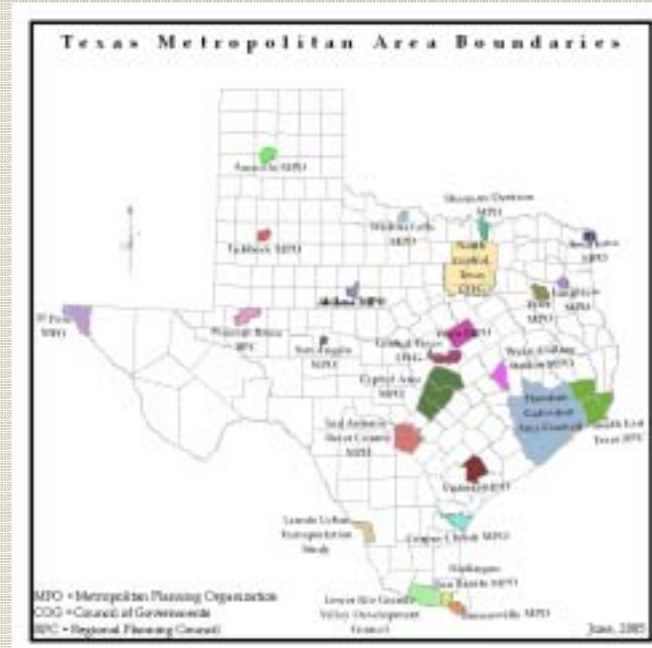 Texas Metropolitan Area Boundaries
Amarillo MPO
Sherman-Denison
MPO
Wichita Falls
MPO
North
Central
Texas
COG
Texarkana
MPO
Lubbock MPO
Abilene MPO
Longview
MPO
Tyler
MPO
El Paso
MPO
Permian Basin
RPC
San Angelo
MPO
Waco MPO
Central Texas
COG
MPO
Capital Area
MPO
Houston
Galveston
Area Council
South East
Texas RPC
San Antonio
Bexar County
MPO
Victoria MPO
Laredo Urban
Transportation
Study
Corpus Christi MPO
Harlingen
San Benito MPO
Lower Rio Grande
Valley Development
Council
Brownsville MPO
MPO = Metropolitan Planning Organization
COG = Council of Governments
RPC = Regional Planning Council
June, 2005